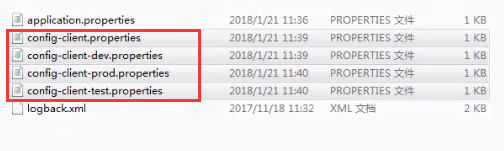 application.properties 2018/1/21 11:36 PROPERTIES 文件 1 KB
config-client.properties 2018/1/21 11:39 PROPERTIES 文件 1 KB
config-client-dev.properties 2018/1/21 11:39 PROPERTIES 文件 1 KB
config-client-prod.properties 2018/1/21 11:40 PROPERTIES 文件 1 KB
config-client-test.properties 2018/1/21 11:40 PROPERTIES 文件 1 KB
logback.xml 2017/11/18 11:32 XML 文档 2 KB